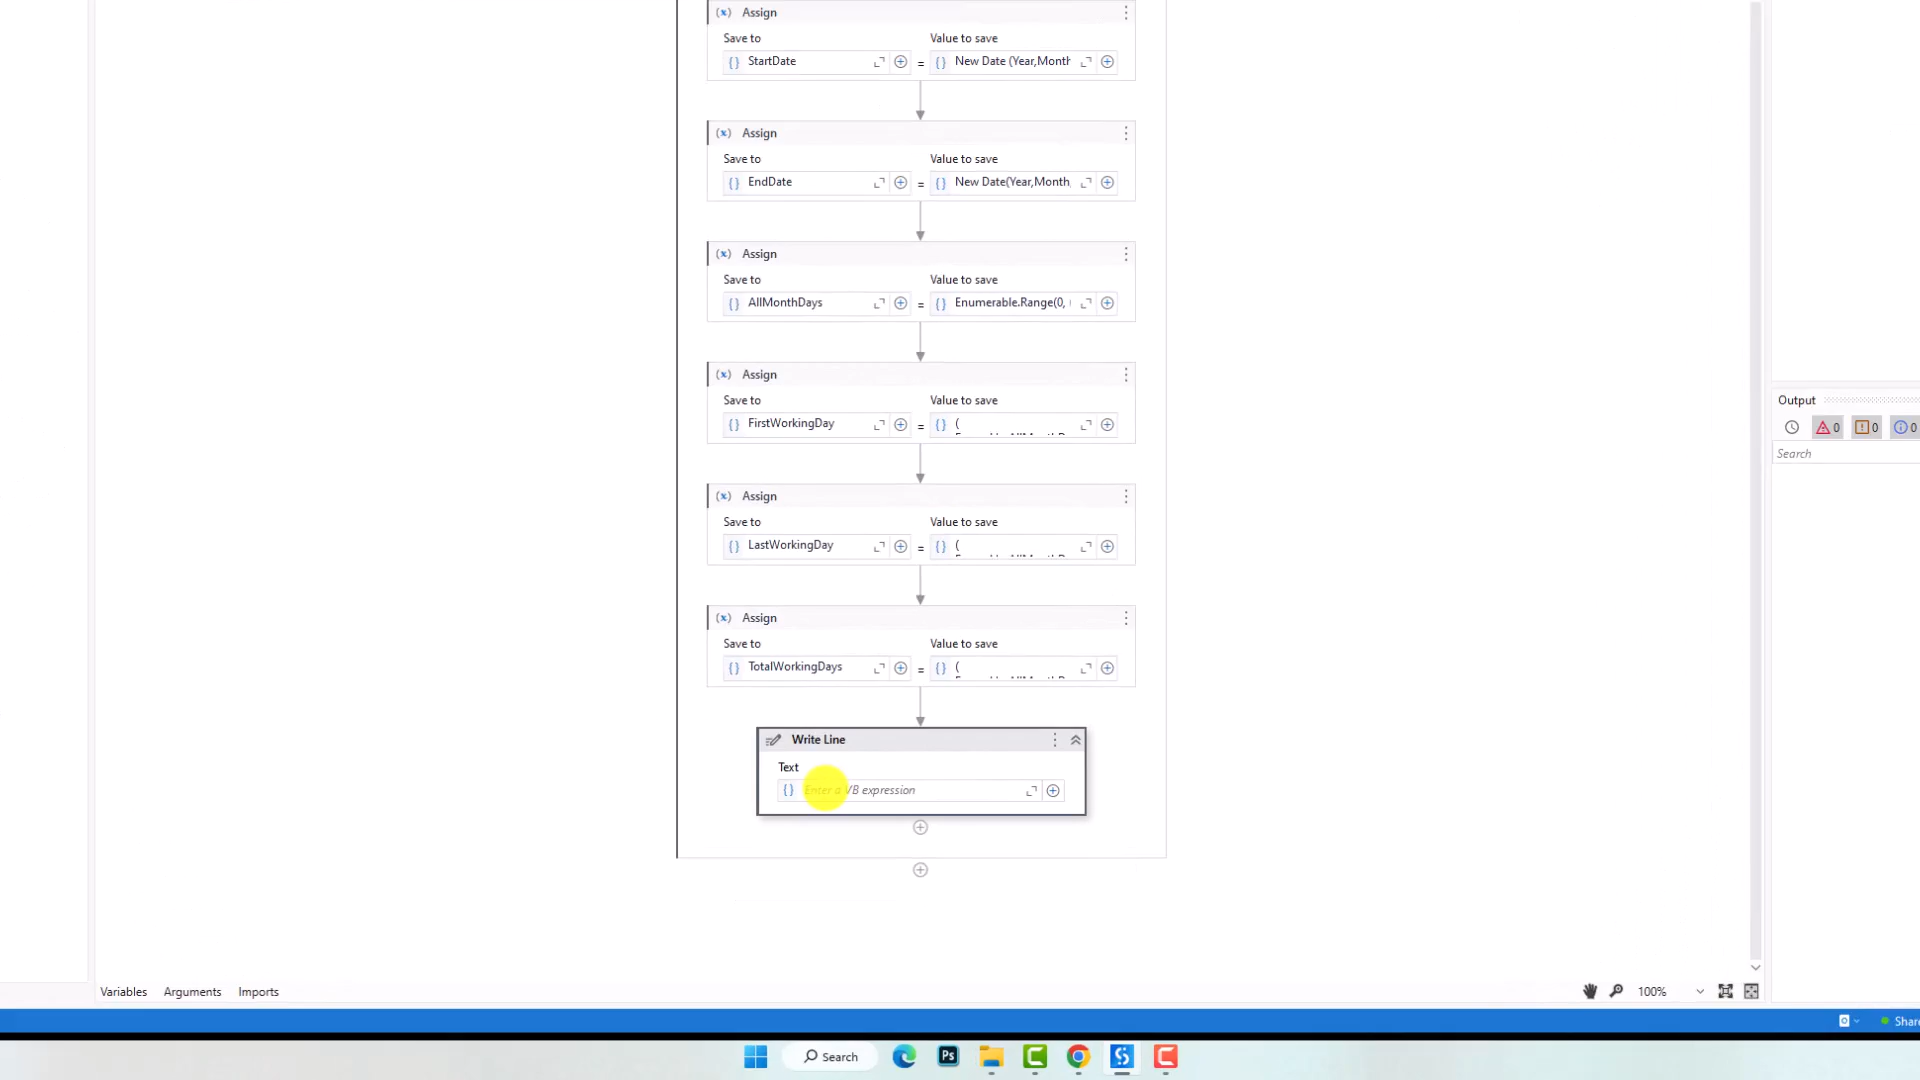 Assign
Save to
Value to save
StartDate
=
New Date (Year,Month
Assign
Save to
Value to save
EndDate
=
New Date(Year,Month,
Assign
Save to
Value to save
AllMonthDays
=
Enumerable.Range(0,
Assign
Save to
Value to save
FirstWorkingDay
=
(
Assign
Save to
Value to save
LastWorkingDay
=
(
Assign
Save to
Value to save
TotalWorkingDays
=
(
Write Line
Text
Enter a VB expression
Output
0
0
0
Search
Variables
Arguments
Imports
100%
Share
Search
Ps